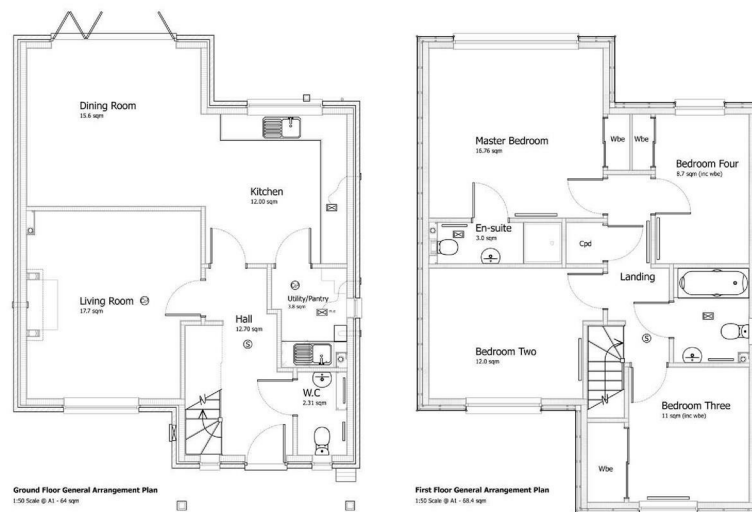 Dining Room
15.6 sqm
Kitchen
12.00 sqm
Living Room
17.7 sqm
Utility/Pantry
3.8 sqm
Hall
12.70 sqm
S
W.C
2.31 sqm
N
Ground Floor General Arrangement Plan
1:50 Scale @ A1 - 64 sqm
Master Bedroom
16.76 sqm
Wbe
Wbe
Bedroom Four
8.7 sqm (inc wbe)
En-suite
3.0 sqm
Cpd
Landing
S
Bedroom Two
12.0 sqm
N
Bedroom Three
11 sqm (inc wbe)
Wbe
First Floor General Arrangement Plan
1:50 Scale @ A1 - 68.4 sqm